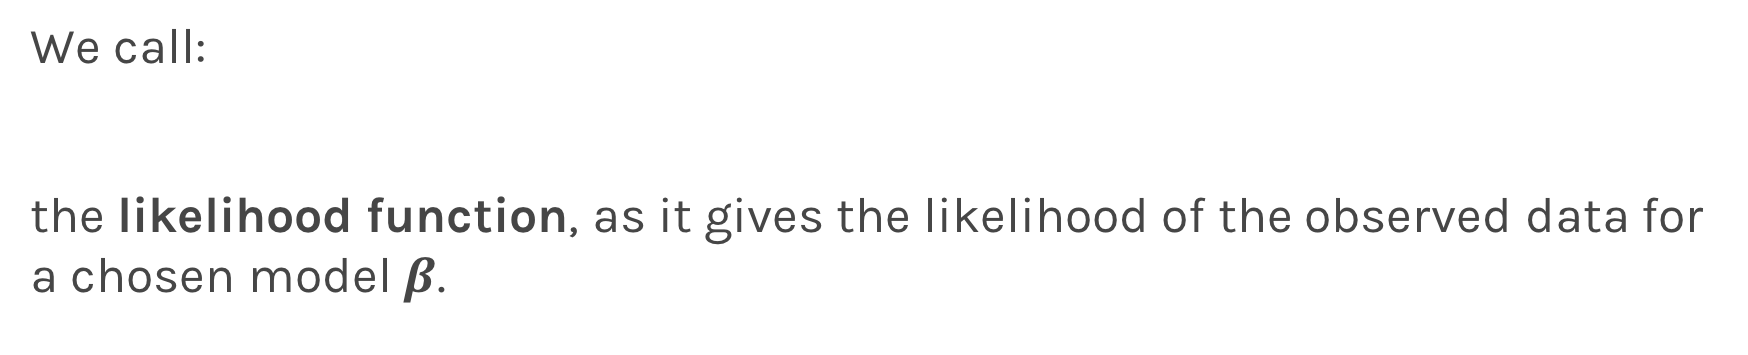 We call:
the likelihood function, as it gives the likelihood of the observed data for
a chosen model β.